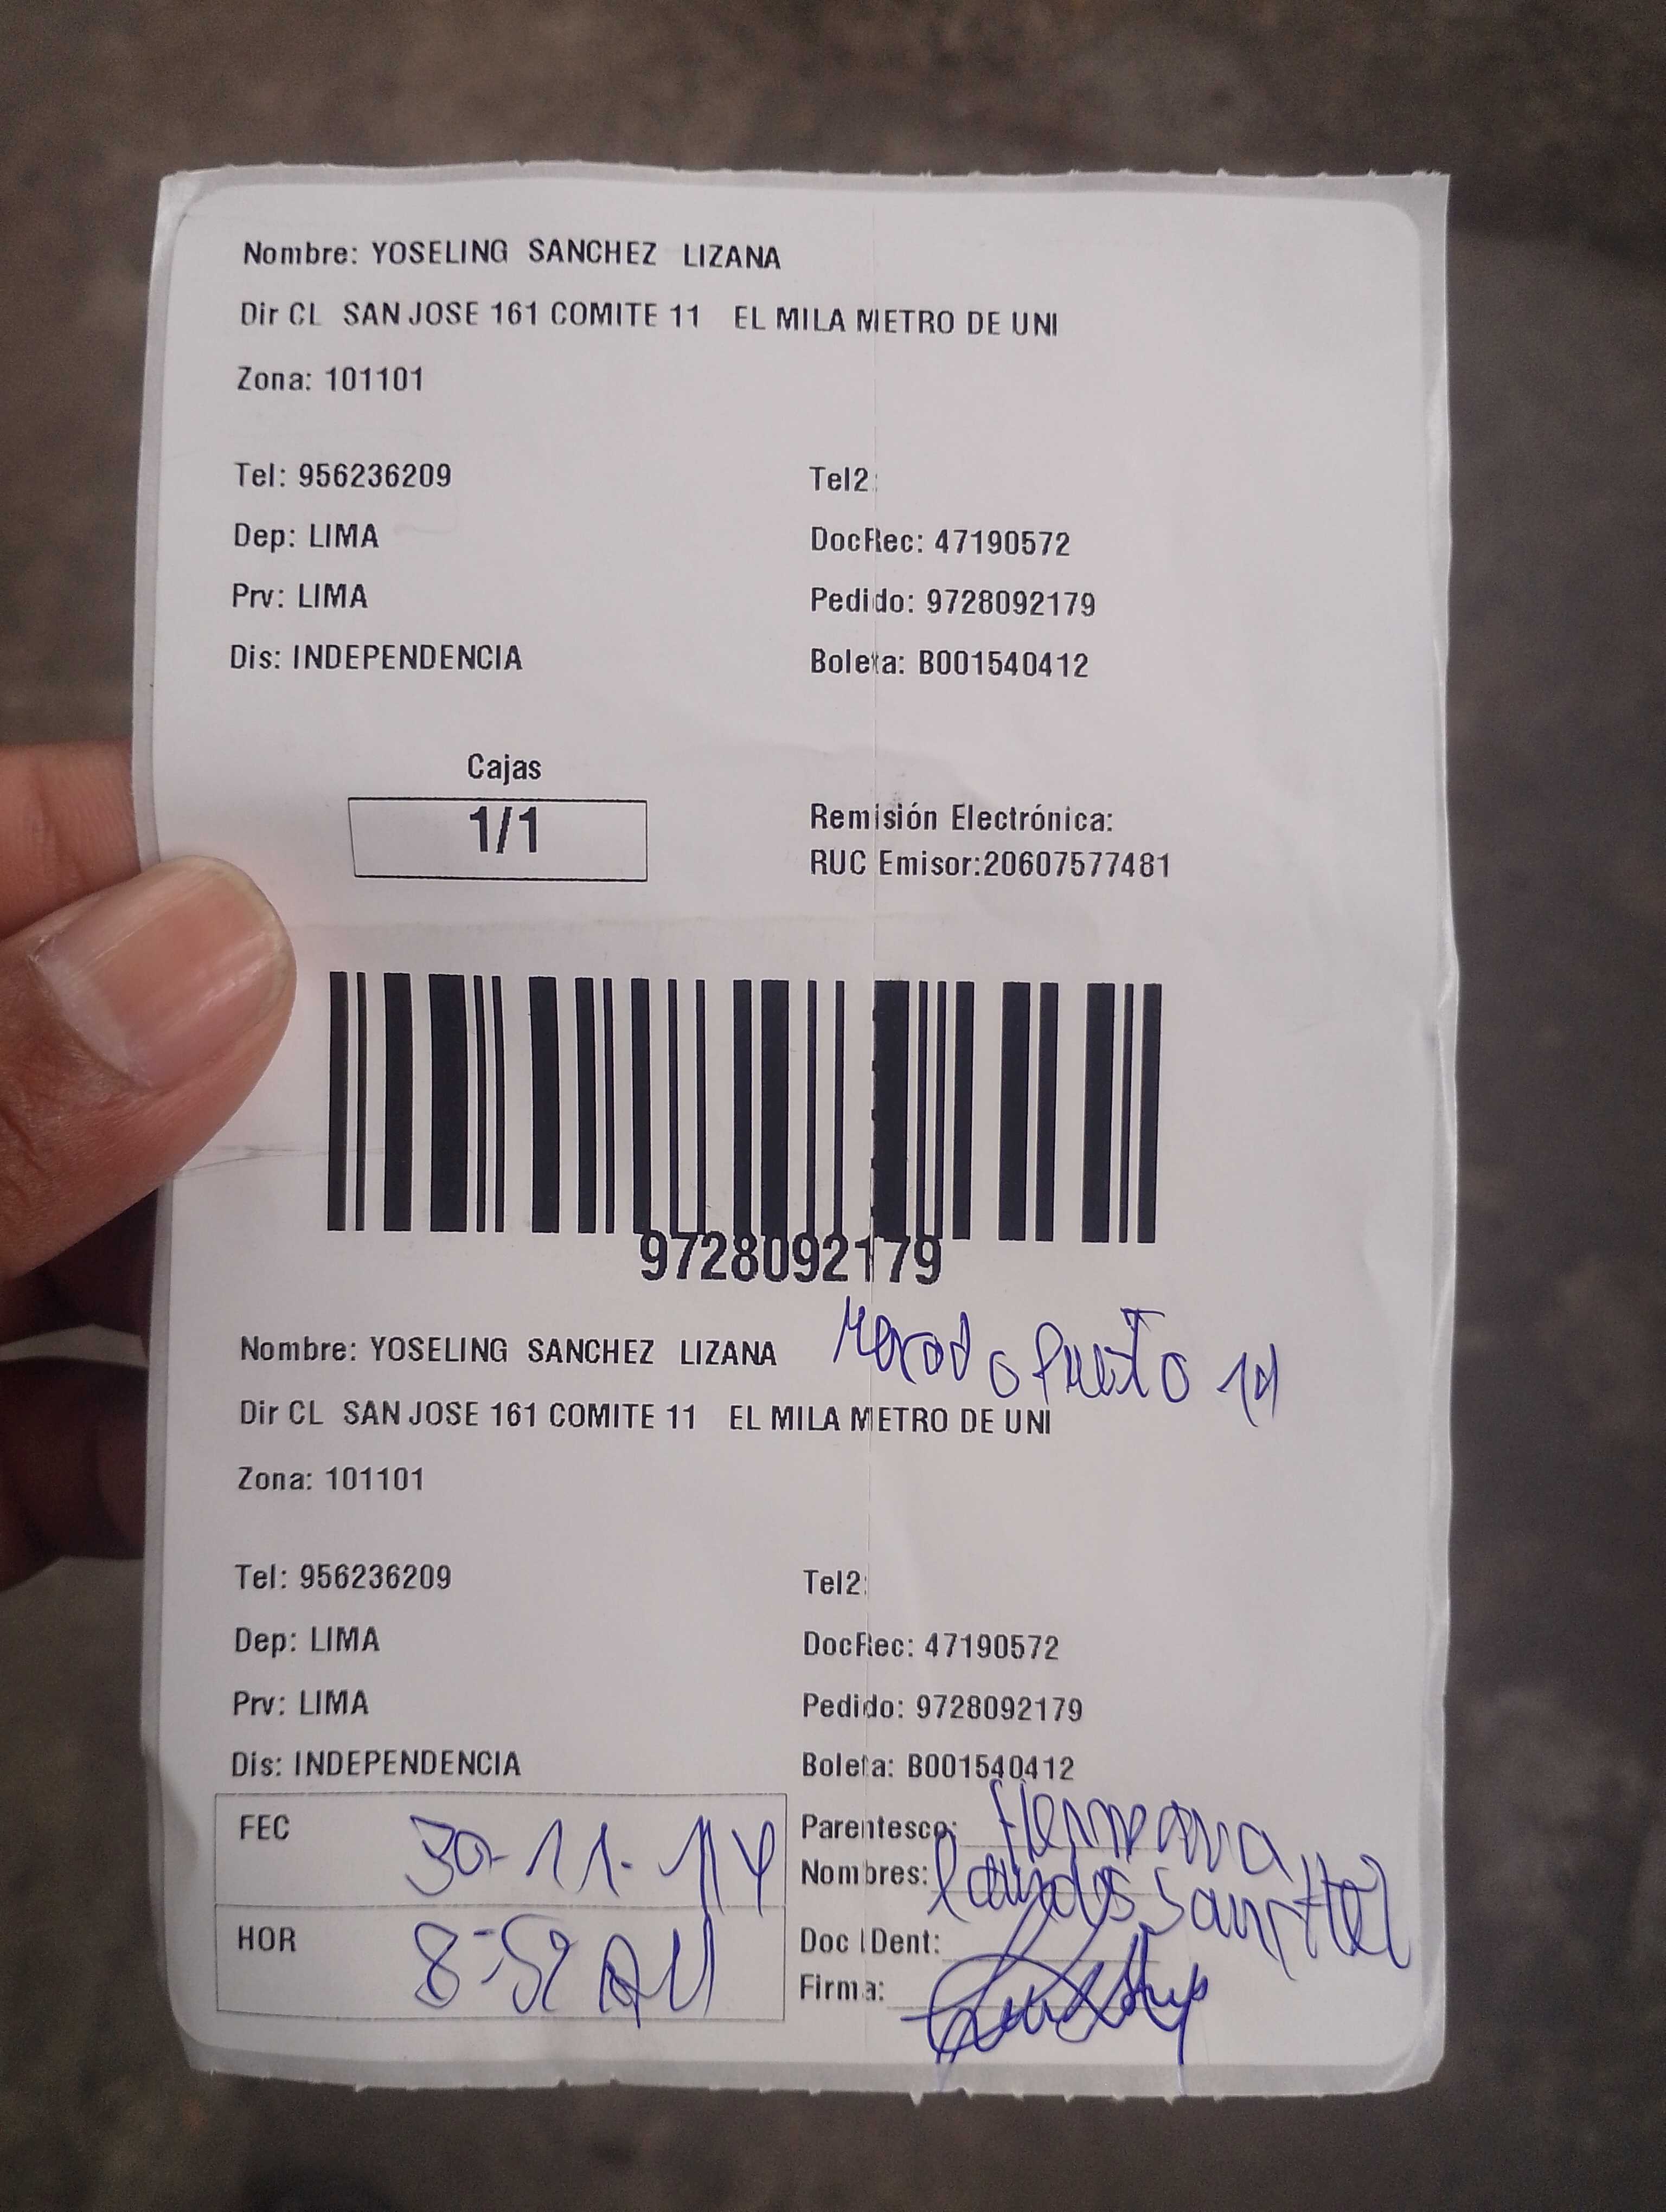 Nombre: YOSELING SANCHEZ LIZANA
Dir CL SAN JOSE 161 COMITE 11 EL MILA METRO DE UNI
Zona: 101101
Tel: 956236209 Tel2:
Dep: LIMA DocRec: 47190572
Prv: LIMA Pedido: 9728092179
Dis: INDEPENDENCIA Boleta: B001540412
Cajas
1/1
Remisión Electrónica:
RUC Emisor:20607577481
9728092179
Puesto
Nombre: YOSELING SANCHEZ LIZANA
Dir CL SAN JOSE 161 COMITE 11 EL MILA METRO DE UNI
Zona: 101101
Tel: 956236209 Tel2:
Dep: LIMA DocRec: 47190572
Prv: LIMA Pedido: 9728092179
Dis: INDEPENDENCIA Boleta: B001540412
FEC 30-11- Parentesco: Hermana
Nombres:
HOR 8:52 AM Doc IDent:
Firma: